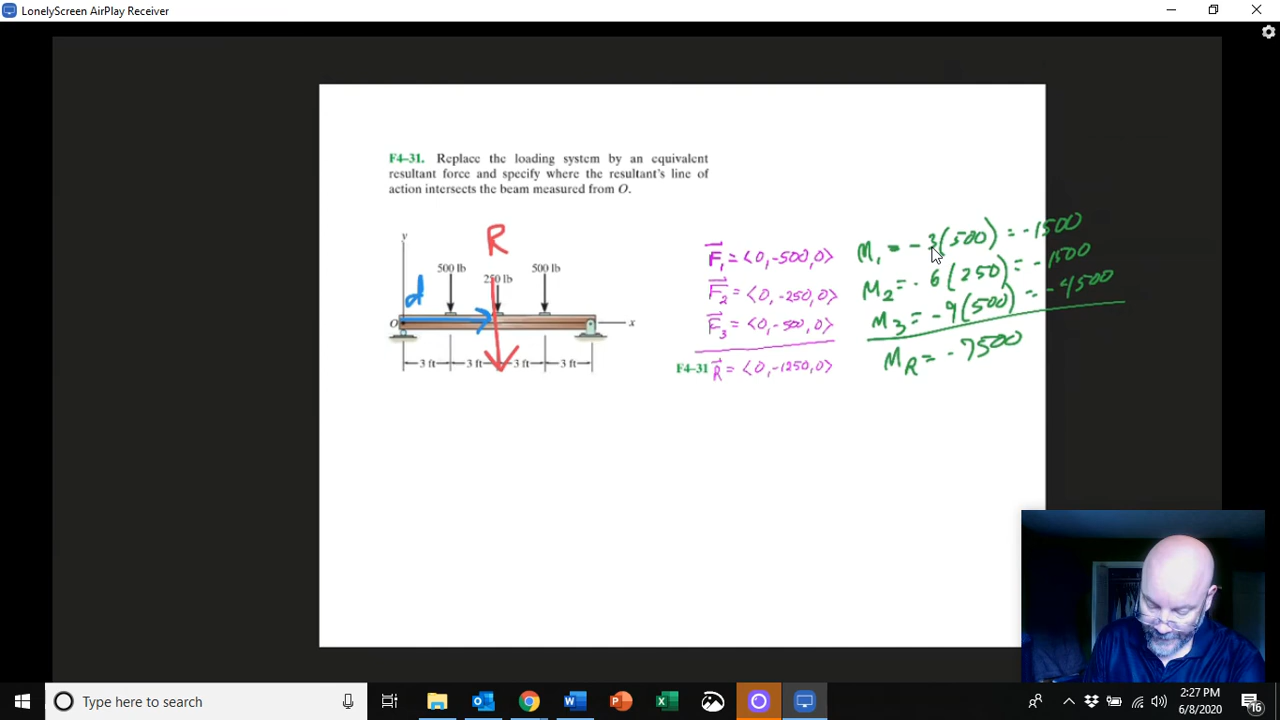 LonelyScreen AirPlay Receiver
F4–31. Replace the loading system by an equivalent
resultant force and specify where the resultant's line of
action intersects the beam measured from O.
R
y
500 lb
250 lb
500 lb
d
O
x
3 ft
3 ft
3 ft
3 ft
F4–31
F₁ = <0, -500, 0>
F₂ = <0, -250, 0>
F₃ = <0, -500, 0>
R = <0, -1250, 0>
M₁ = -3(500) = -1500
M₂ = -6(250) = -1500
M₃ = -9(500) = -4500
M_R = -7500
Type here to search
2:27 PM
6/8/2020
16